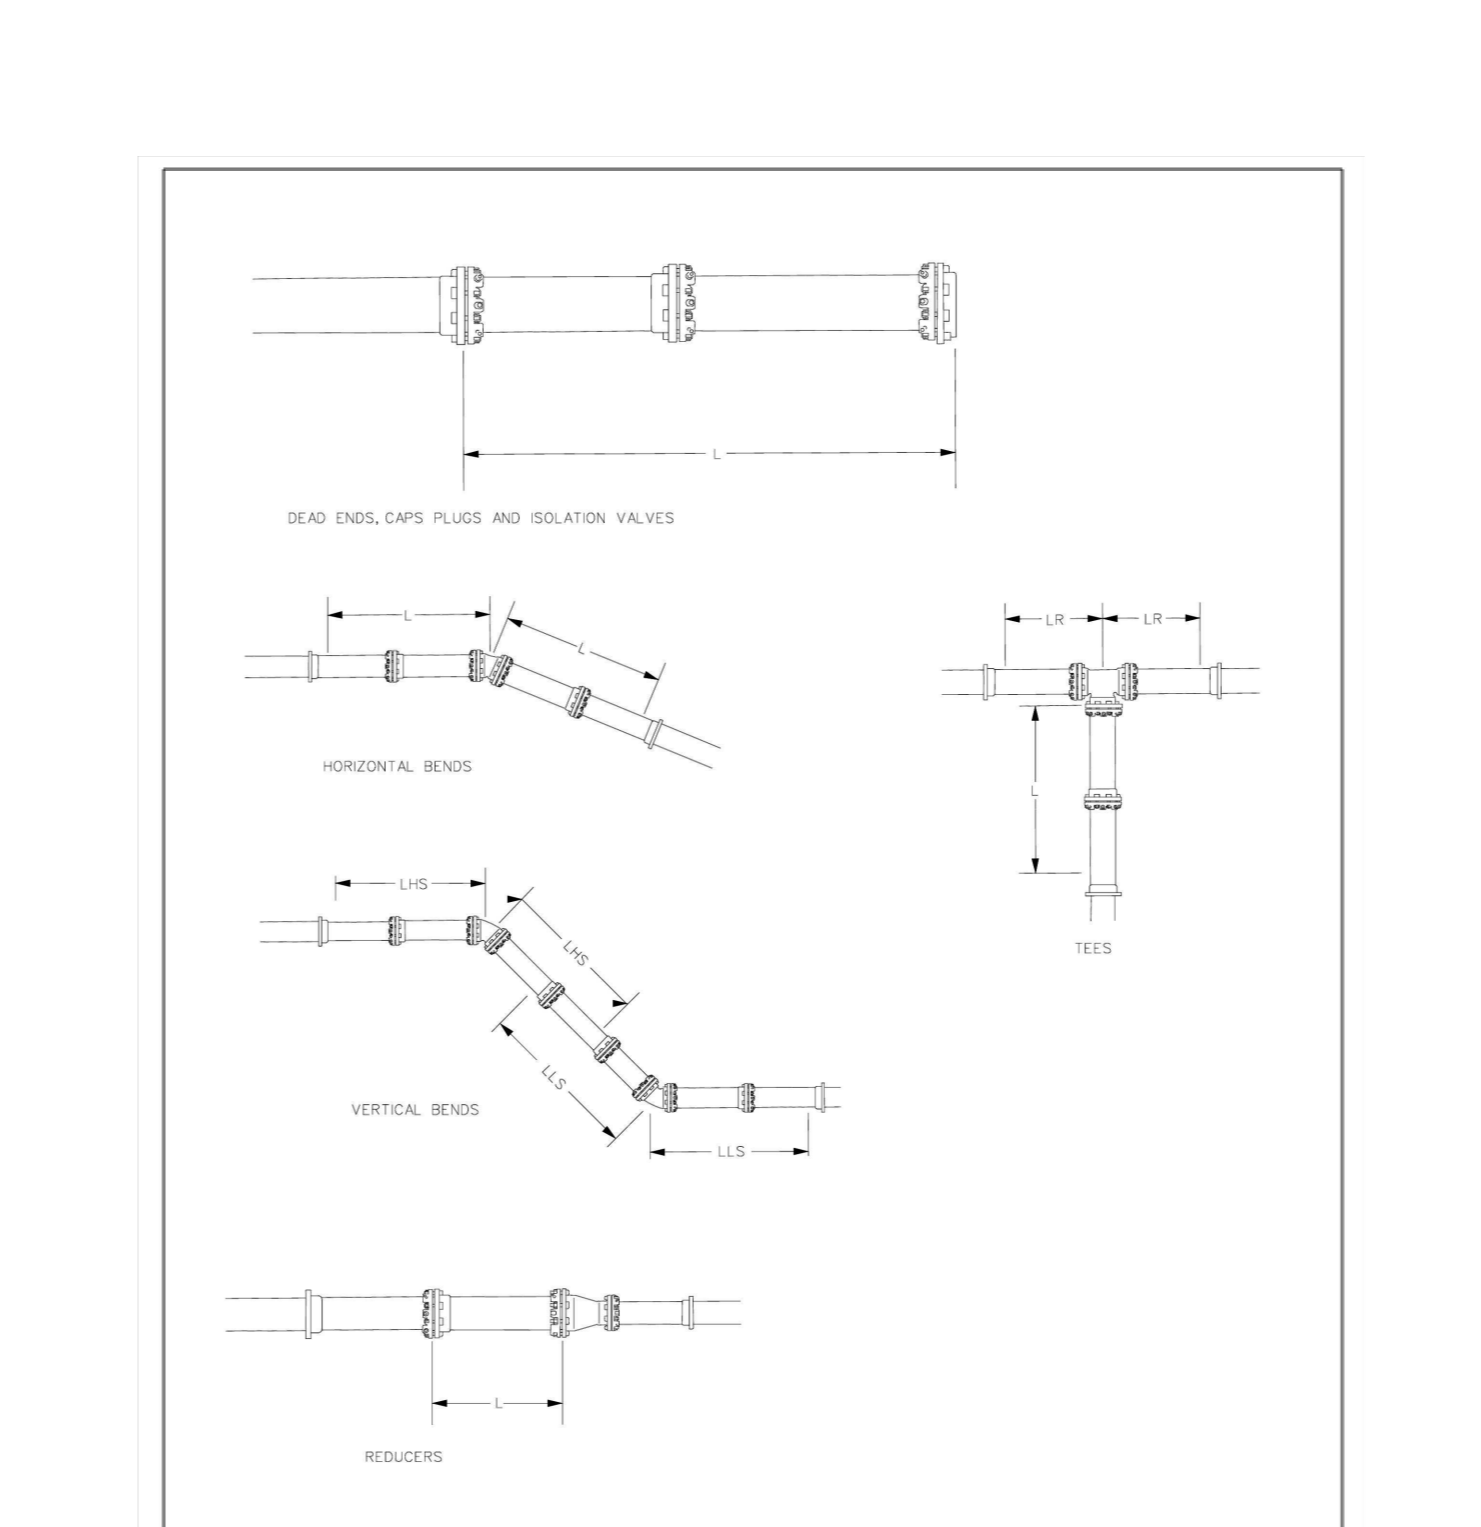 L
DEAD ENDS, CAPS PLUGS AND ISOLATION VALVES
L
L
HORIZONTAL BENDS
LR
LR
L
TEES
LHS
LHS
LLS
LLS
VERTICAL BENDS
L
REDUCERS